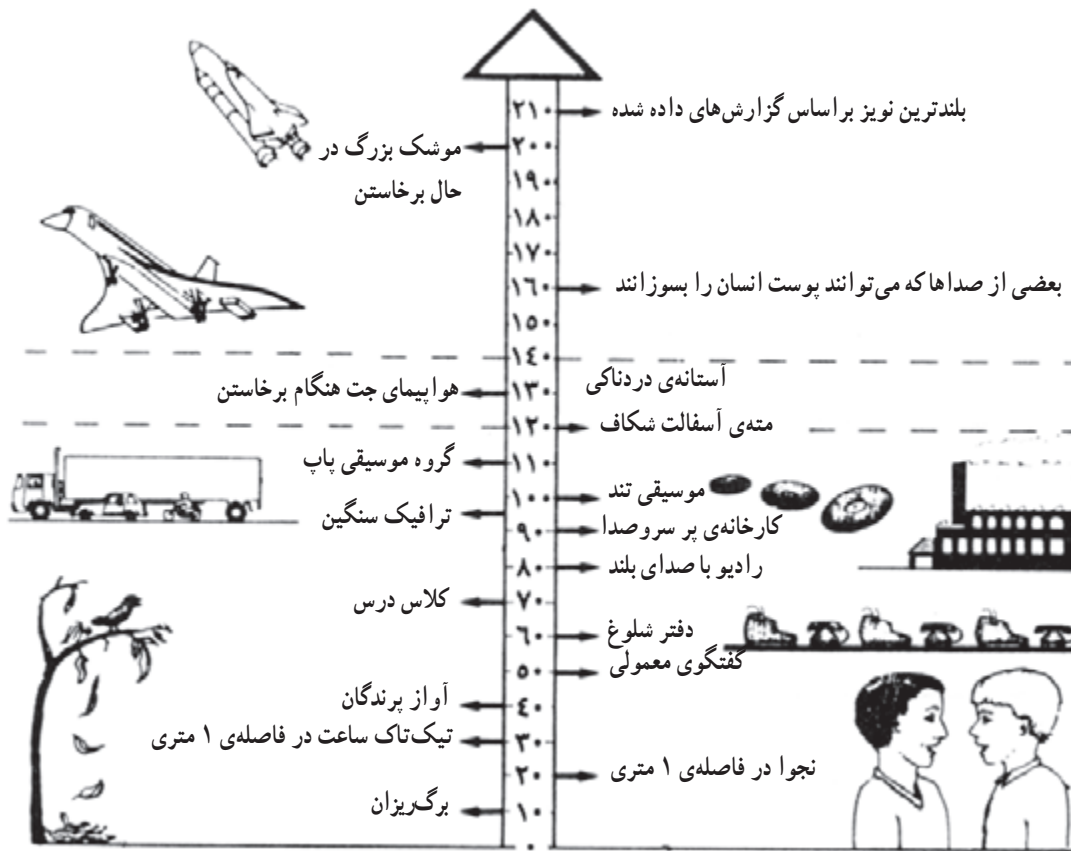 ۲۱۰
بلندترین نویز براساس گزارش‌های داده شده
۲۰۰
موشک بزرگ در
حال برخاستن
۱۹۰
۱۸۰
۱۷۰
۱۶۰
بعضی از صداها که می‌توانند پوست انسان را بسوزانند
۱۵۰
۱۴۰
آستانه‌ی دردناکی
۱۳۰
هواپیمای جت هنگام برخاستن
۱۲۰
مته‌ی آسفالت شکاف
۱۱۰
گروه موسیقی پاپ
۱۰۰
موسیقی تند
ترافیک سنگین
۹۰
کارخانه‌ی پر سروصدا
۸۰
رادیو با صدای بلند
۷۰
کلاس درس
۶۰
دفتر شلوغ
گفتگوی معمولی
۵۰
آواز پرندگان
٤۰
تیک‌تاک ساعت در فاصله‌ی ۱ متری
۳۰
نجوا در فاصله‌ی ۱ متری
۲۰
برگ‌ریزان
۱۰
۰